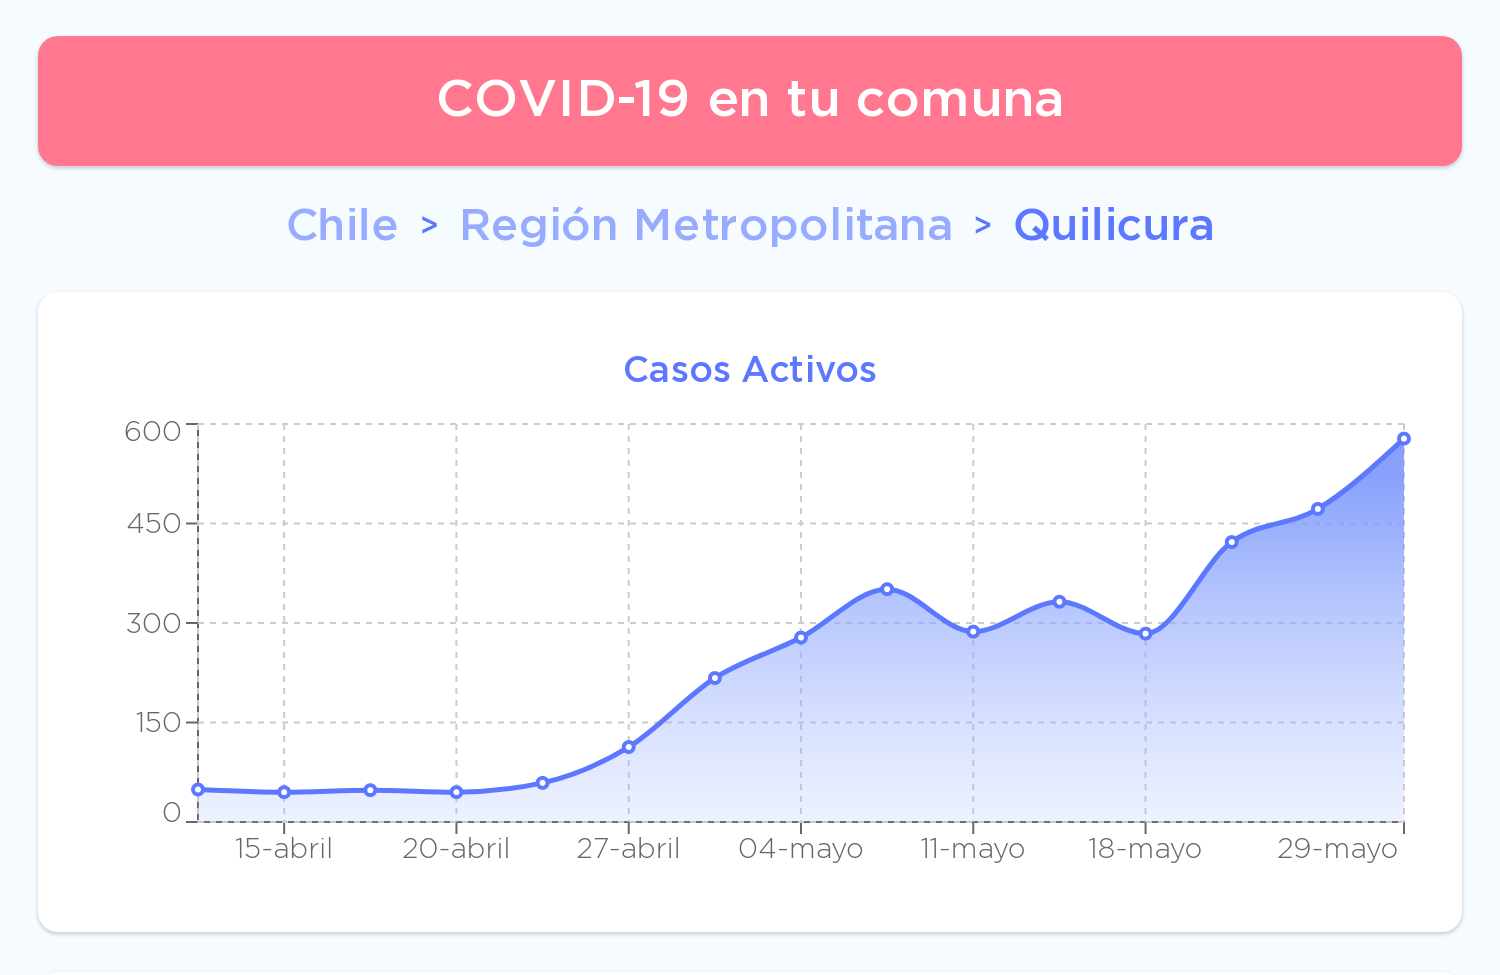 COVID-19 en tu comuna
Chile > Región Metropolitana > Quilicura
Casos Activos
600
450
300
150
0
15-abril 20-abril 27-abril 04-mayo 11-mayo 18-mayo 29-mayo